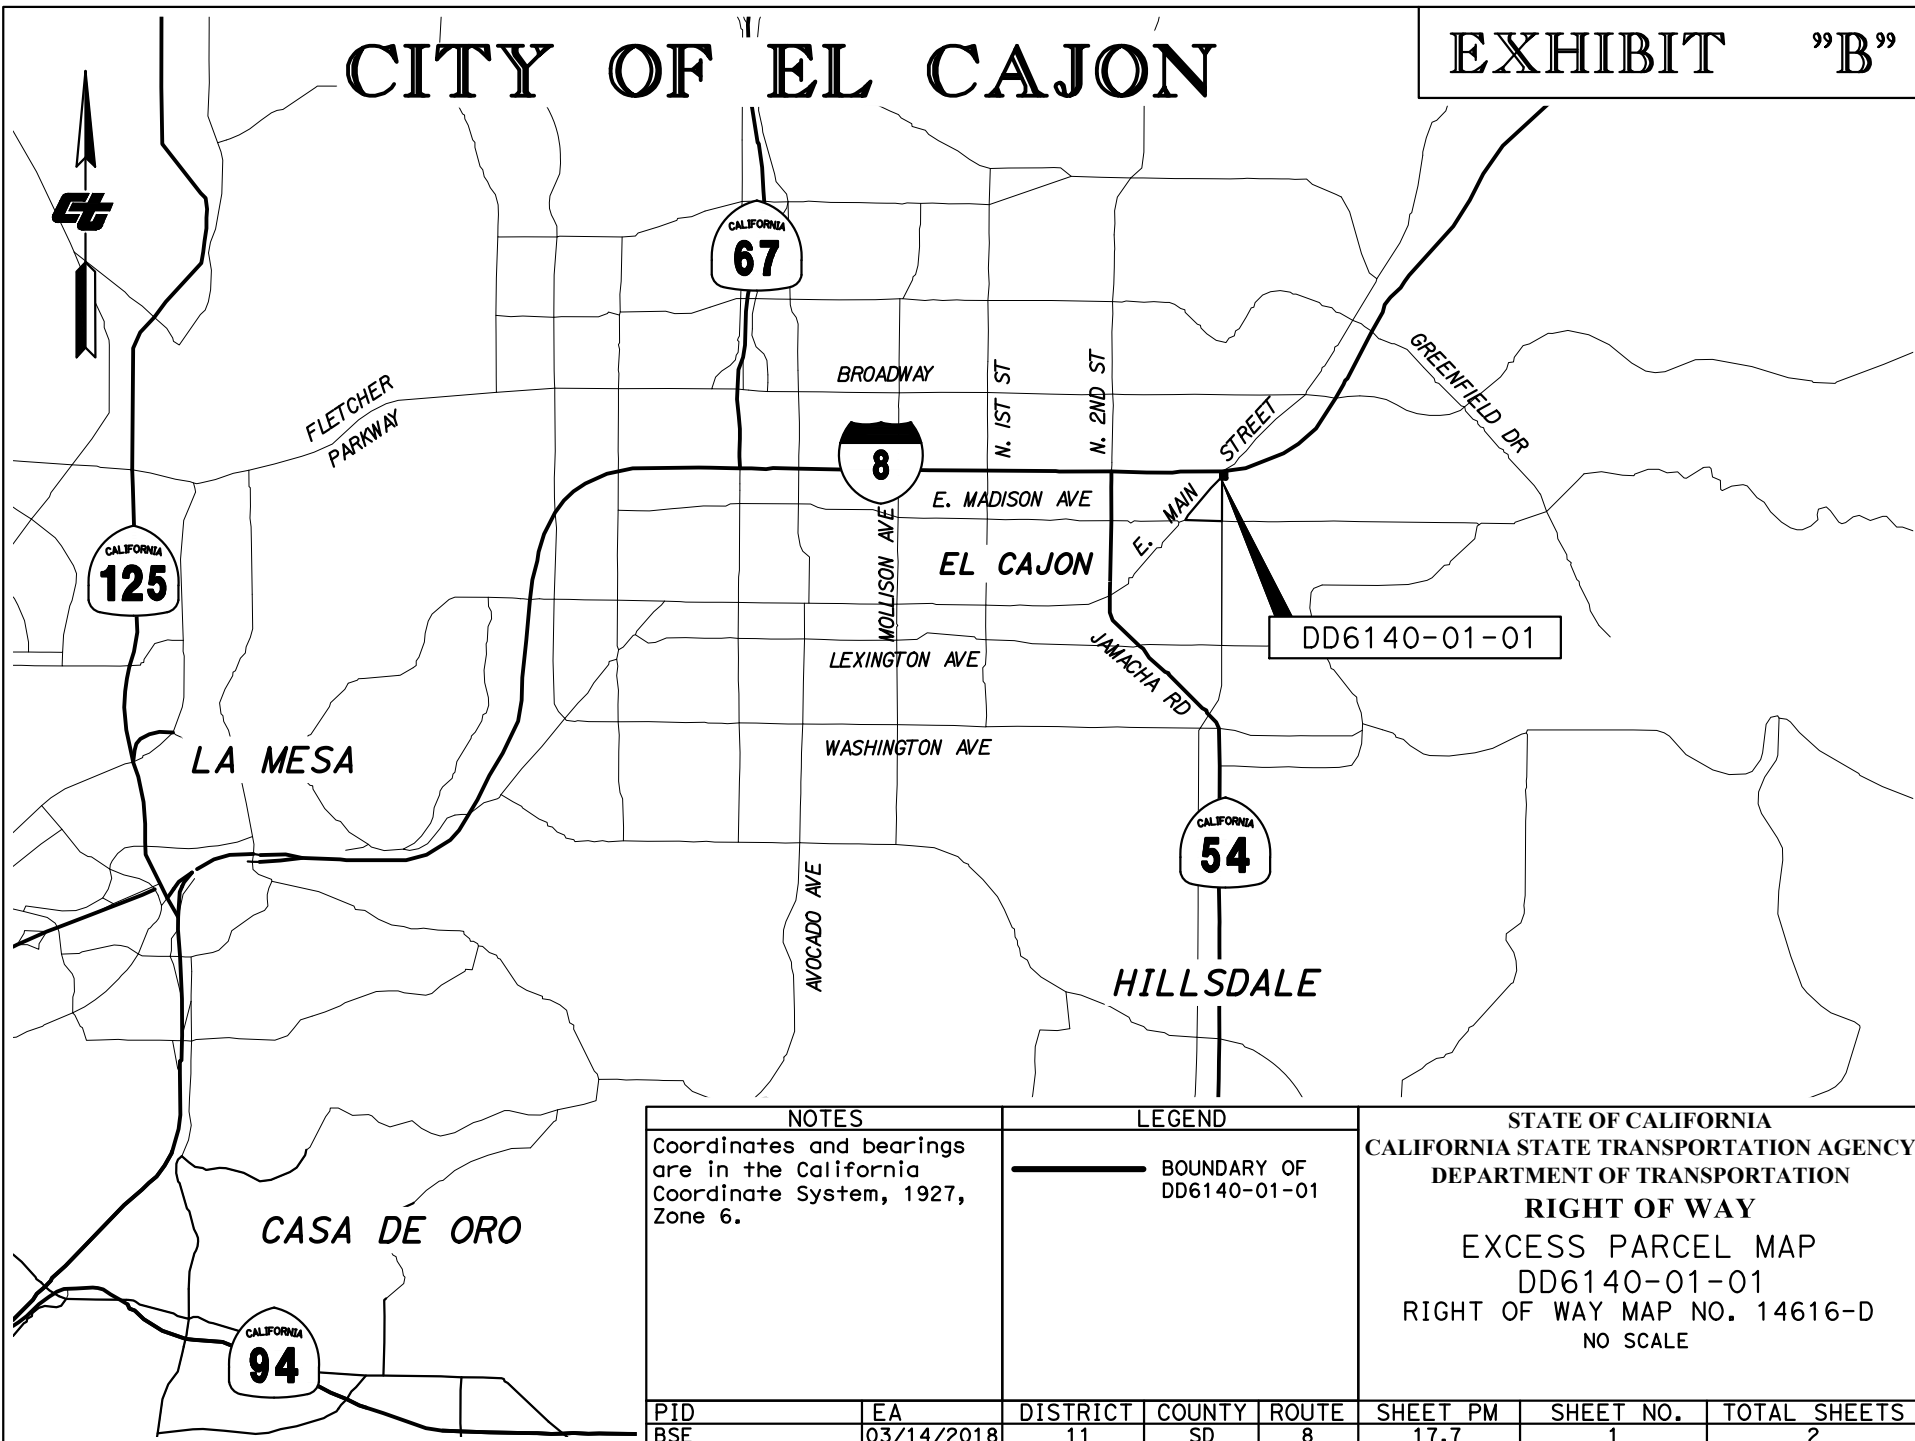 CITY OF EL CAJON
EXHIBIT "B"
CT
CALIFORNIA
67
BROADWAY
N. 1ST ST
N. 2ND ST
GREENFIELD DR
FLETCHER
PARKWAY
8
E. MAIN STREET
E. MADISON AVE
CALIFORNIA
125
MOLLISON AVE
EL CAJON
DD6140-01-01
LEXINGTON AVE
JAMACHA RD
LA MESA
WASHINGTON AVE
CALIFORNIA
54
AVOCADO AVE
HILLSDALE
CASA DE ORO
CALIFORNIA
94
NOTES
Coordinates and bearings
are in the California
Coordinate System, 1927,
Zone 6.
LEGEND
BOUNDARY OF
DD6140-01-01
STATE OF CALIFORNIA
CALIFORNIA STATE TRANSPORTATION AGENCY
DEPARTMENT OF TRANSPORTATION
RIGHT OF WAY
EXCESS PARCEL MAP
DD6140-01-01
RIGHT OF WAY MAP NO. 14616-D
NO SCALE
PID EA DISTRICT COUNTY ROUTE SHEET PM SHEET NO. TOTAL SHEETS
BSE 03/14/2018 11 SD 8 17.7 1 2